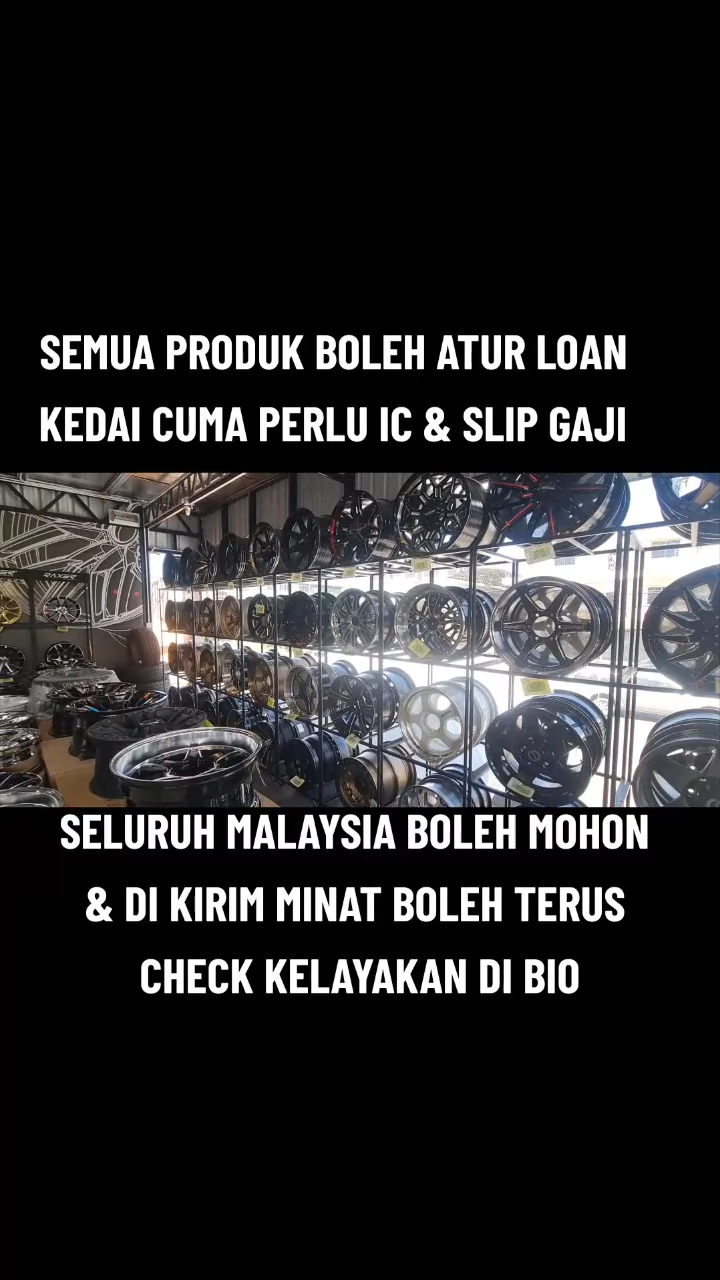 SEMUA PRODUK BOLEH ATUR LOAN
KEDAI CUMA PERLU IC & SLIP GAJI
RAXER
SELURUH MALAYSIA BOLEH MOHON
& DI KIRIM MINAT BOLEH TERUS
CHECK KELAYAKAN DI BIO